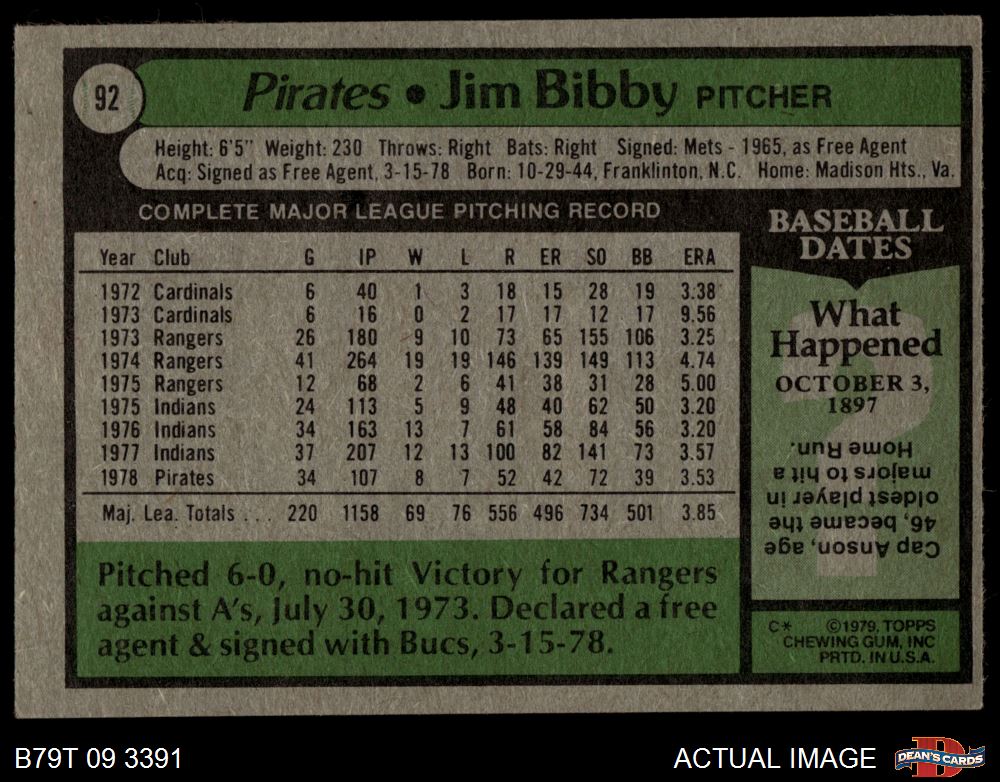 92
Pirates • Jim Bibby PITCHER
Height: 6'5" Weight: 230 Throws: Right Bats: Right Signed: Mets - 1965, as Free Agent
Acq: Signed as Free Agent, 3-15-78 Born: 10-29-44, Franklinton, N.C. Home: Madison Hts., Va.
COMPLETE MAJOR LEAGUE PITCHING RECORD
Year Club G IP W L R ER SO BB ERA
1972 Cardinals 6 40 1 3 18 15 28 19 3.38
1973 Cardinals 6 16 0 2 17 17 12 17 9.56
1973 Rangers 26 180 9 10 73 65 155 106 3.25
1974 Rangers 41 264 19 19 146 139 149 113 4.74
1975 Rangers 12 68 2 6 41 38 31 28 5.00
1975 Indians 24 113 5 9 48 40 62 50 3.20
1976 Indians 34 163 13 7 61 58 84 56 3.20
1977 Indians 37 207 12 13 100 82 141 73 3.57
1978 Pirates 34 107 8 7 52 42 72 39 3.53
Maj. Lea. Totals ... 220 1158 69 76 556 496 734 501 3.85
Pitched 6-0, no-hit Victory for Rangers
against A's, July 30, 1973. Declared a free
agent & signed with Bucs, 3-15-78.
BASEBALL
DATES
What
Happened
OCTOBER 3,
1897
Cap Anson, age
46, became the
oldest player in
majors to hit a
Home Run.
C* ©1979, TOPPS
CHEWING GUM, INC
PRTD. IN U.S.A.
B79T 09 3391
ACTUAL IMAGE
D
DEAN'S CARDS